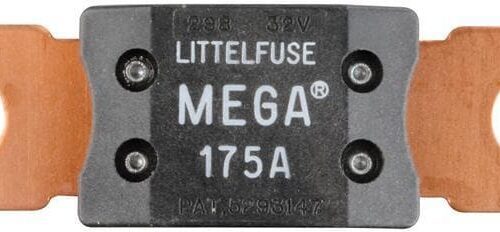 298 32V
LITTELFUSE
MEGA®
175A
PAT. 5293147